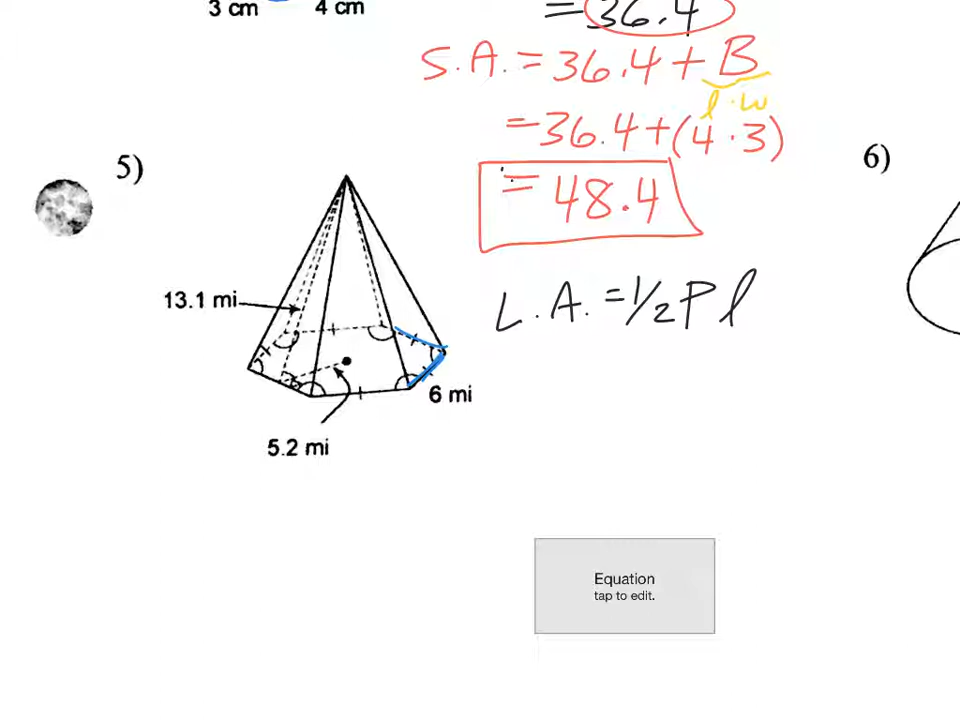 3 cm 4 cm
= 36.4
S.A. = 36.4 + B
l · w
= 36.4 + (4 · 3)
5)
= 48.4
6)
13.1 mi
L.A. = 1/2 P l
6 mi
5.2 mi
Equation
tap to edit.